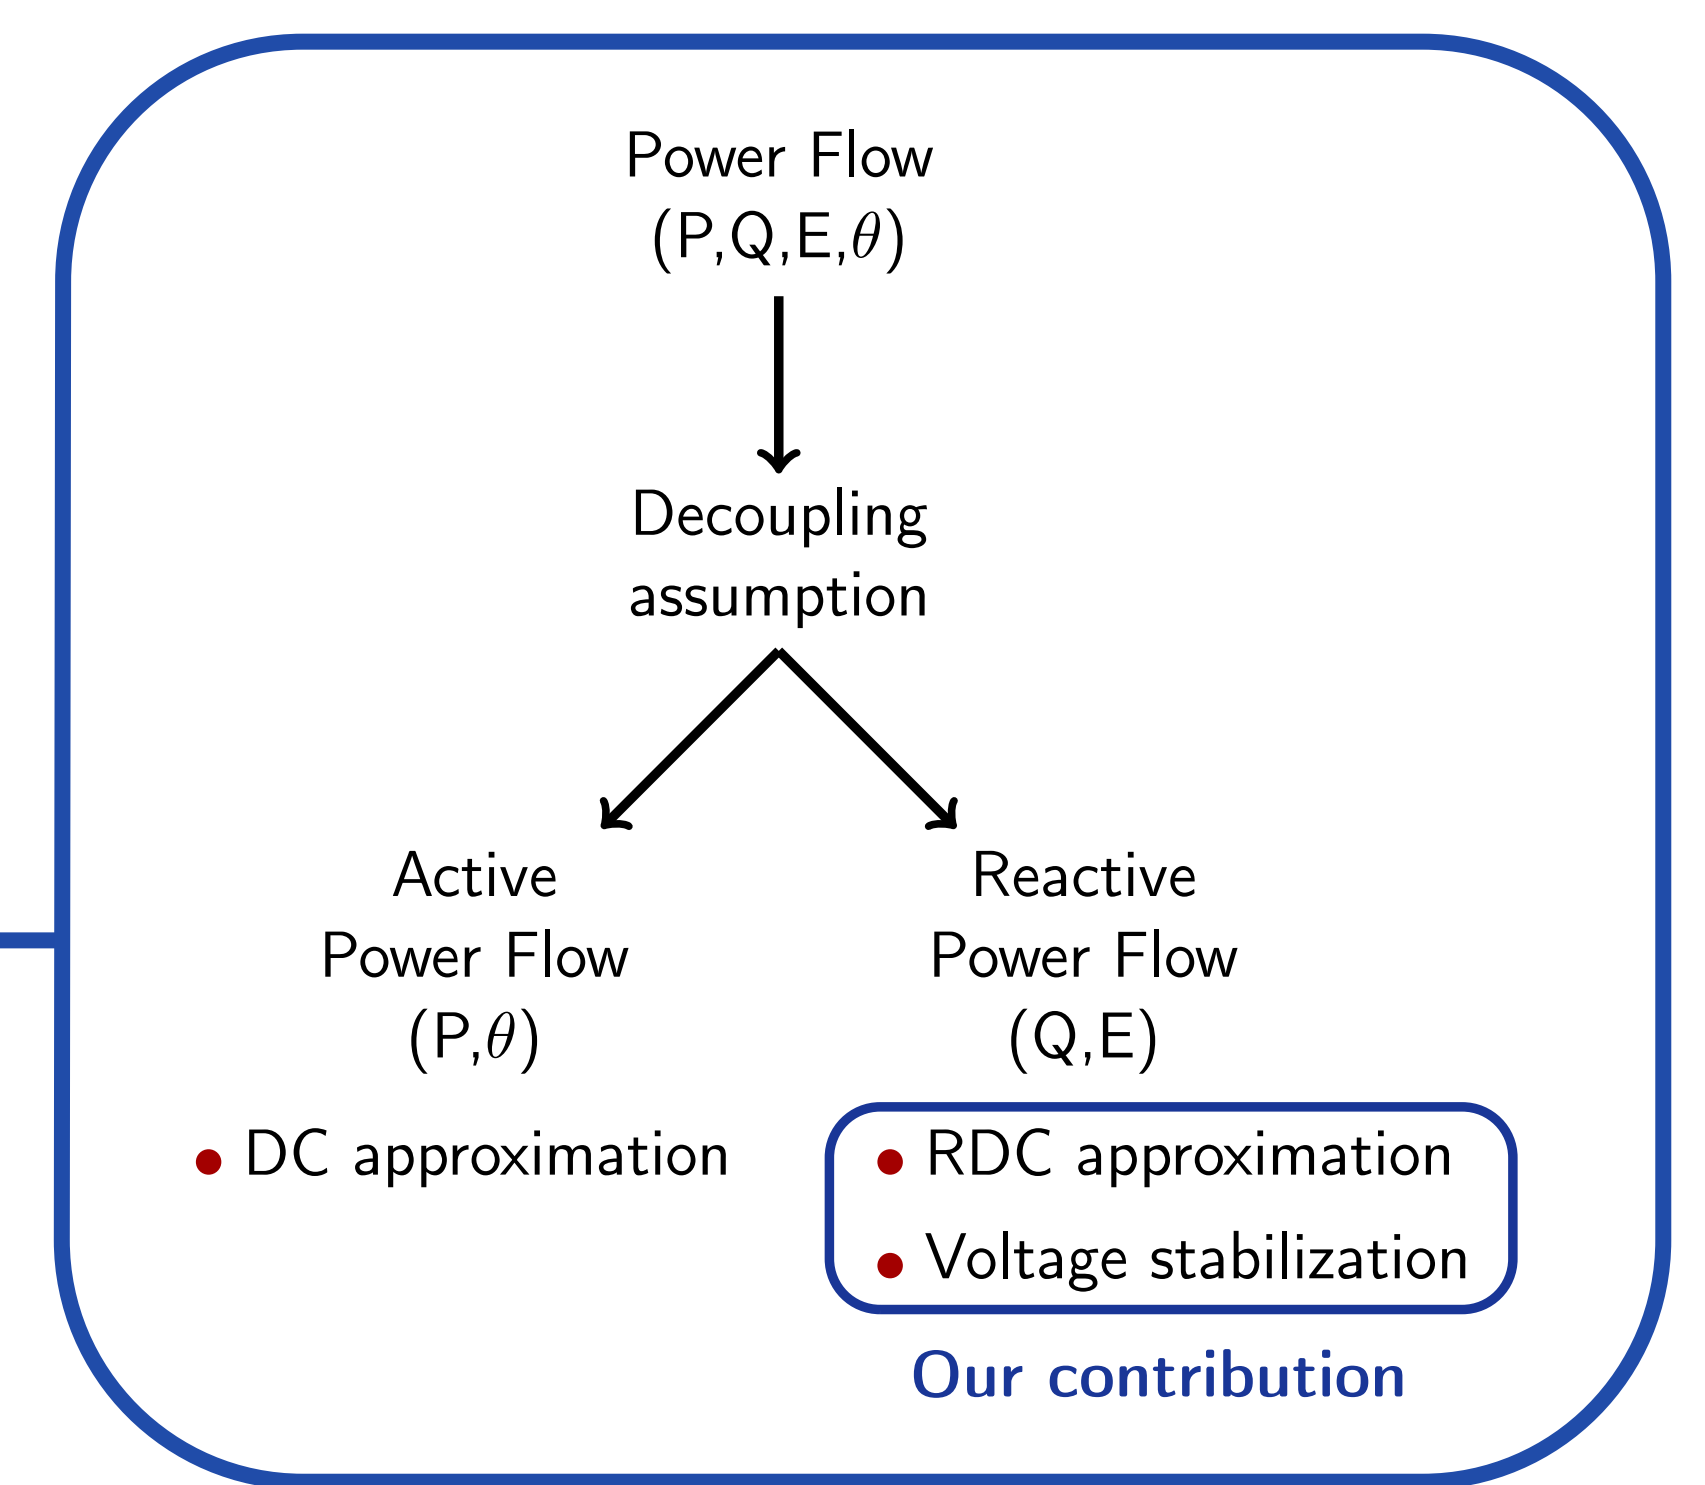 Power Flow
(P,Q,E,θ)
Decoupling
assumption
Active
Power Flow
(P,θ)
• DC approximation
Reactive
Power Flow
(Q,E)
• RDC approximation
• Voltage stabilization
Our contribution